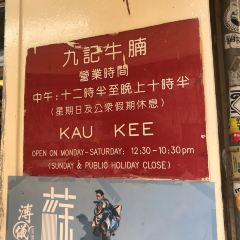 九記牛腩
營業時間
中午:十二時半至晚上十時半
(星期日及公眾假期休息)
KAU KEE
OPEN ON MONDAY-SATURDAY: 12:30-10:30pm
(SUNDAY & PUBLIC HOLIDAY CLOSE)